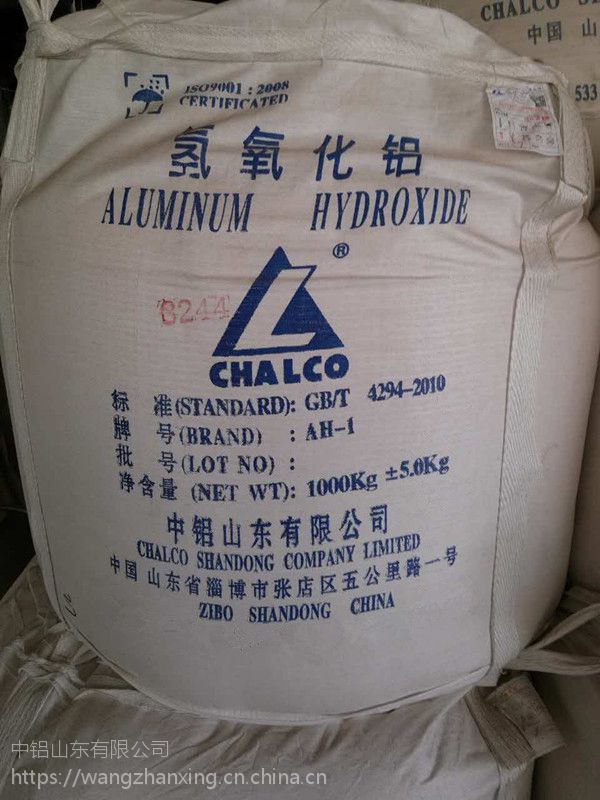 CHALCO SH
中国 山
533
ISO9001:2008
CERTIFICATED
氢氧化铝
ALUMINUM HYDROXIDE
®
3244
CHALCO
标 准(STANDARD): GB/T 4294-2010
牌 号(BRAND) : AH-1
批 号(LOT NO) :
净含量 (NET WT): 1000Kg ±5.0Kg
中铝山东有限公司
CHALCO SHANDONG COMPANY LIMITED
中国 山东省淄博市张店区五公里路一号
ZIBO SHANDONG CHINA
中铝山东有限公司
https://wangzhanxing.cn.china.cn